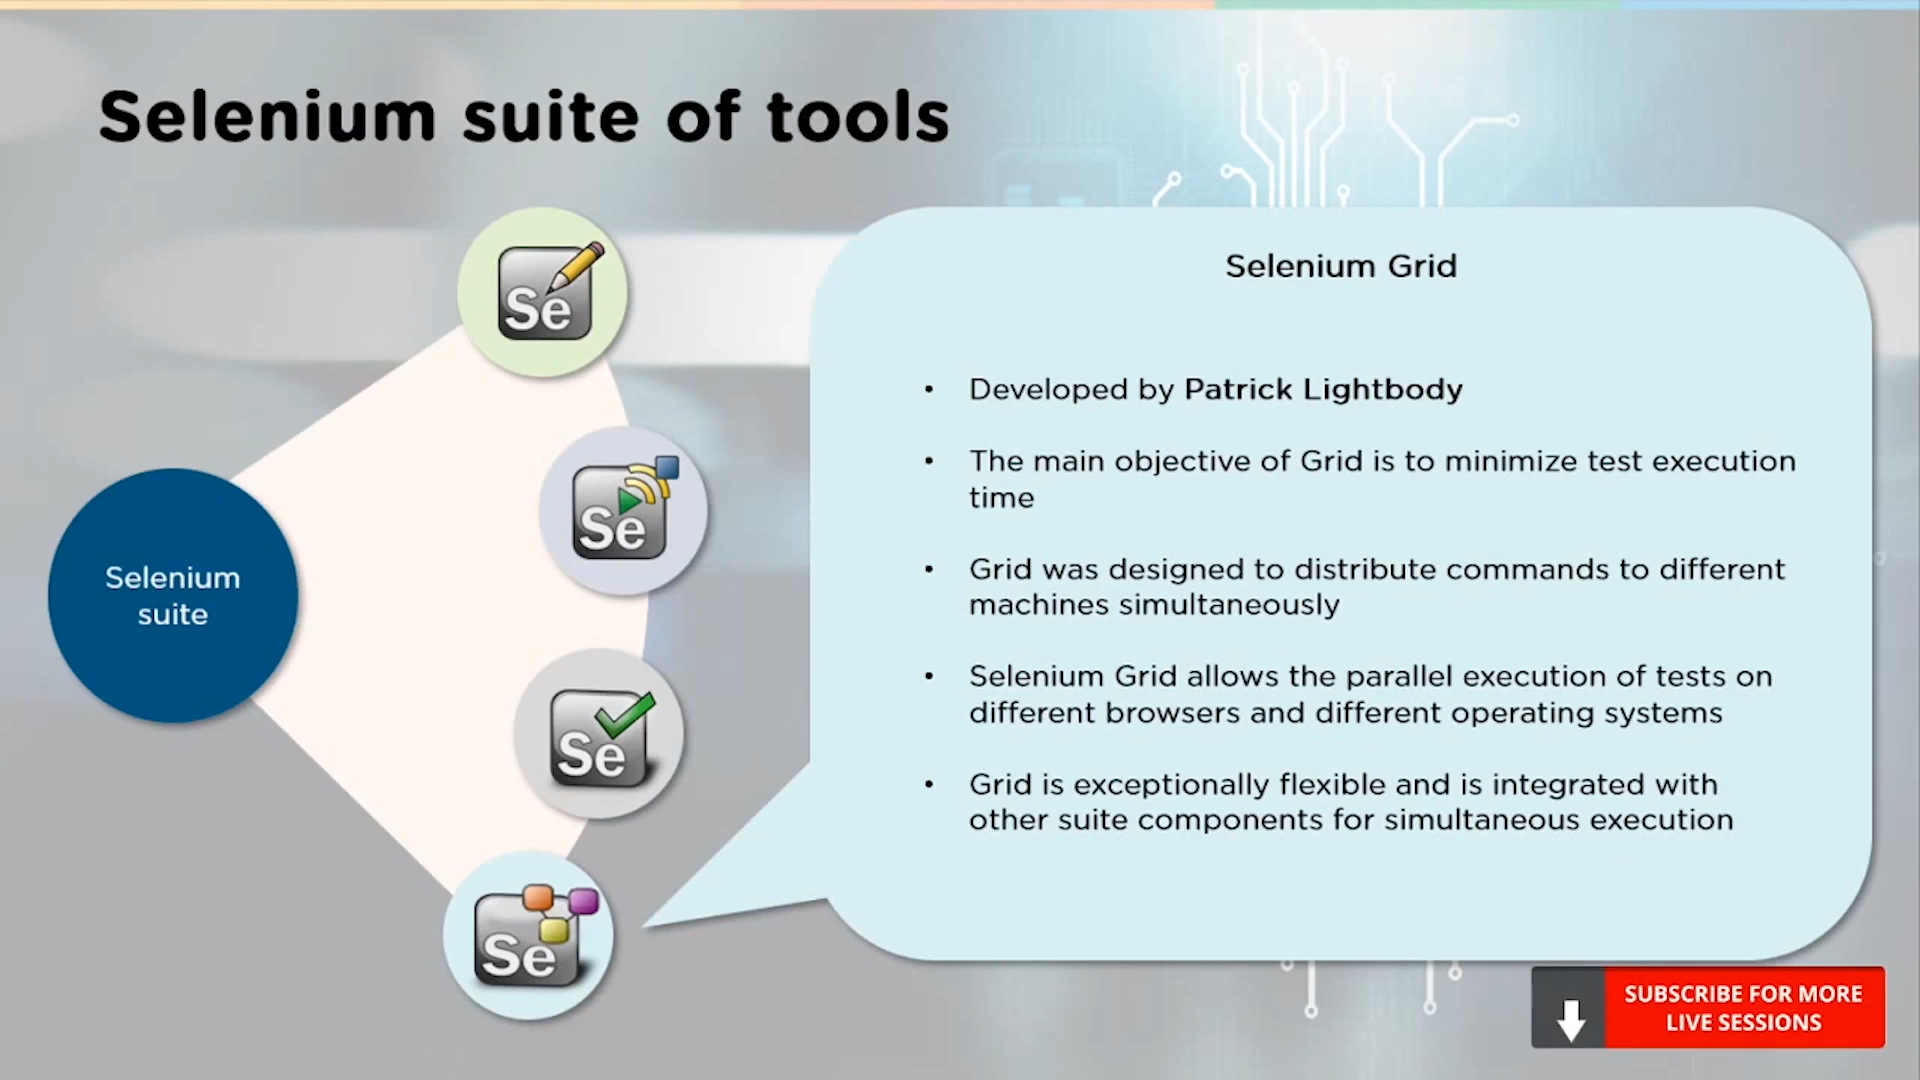 Selenium suite of tools
Selenium Grid
Se
• Developed by Patrick Lightbody
• The main objective of Grid is to minimize test execution
time
Se
• Grid was designed to distribute commands to different
machines simultaneously
Selenium
suite
• Selenium Grid allows the parallel execution of tests on
different browsers and different operating systems
Se
• Grid is exceptionally flexible and is integrated with
other suite components for simultaneous execution
Se
SUBSCRIBE FOR MORE
LIVE SESSIONS